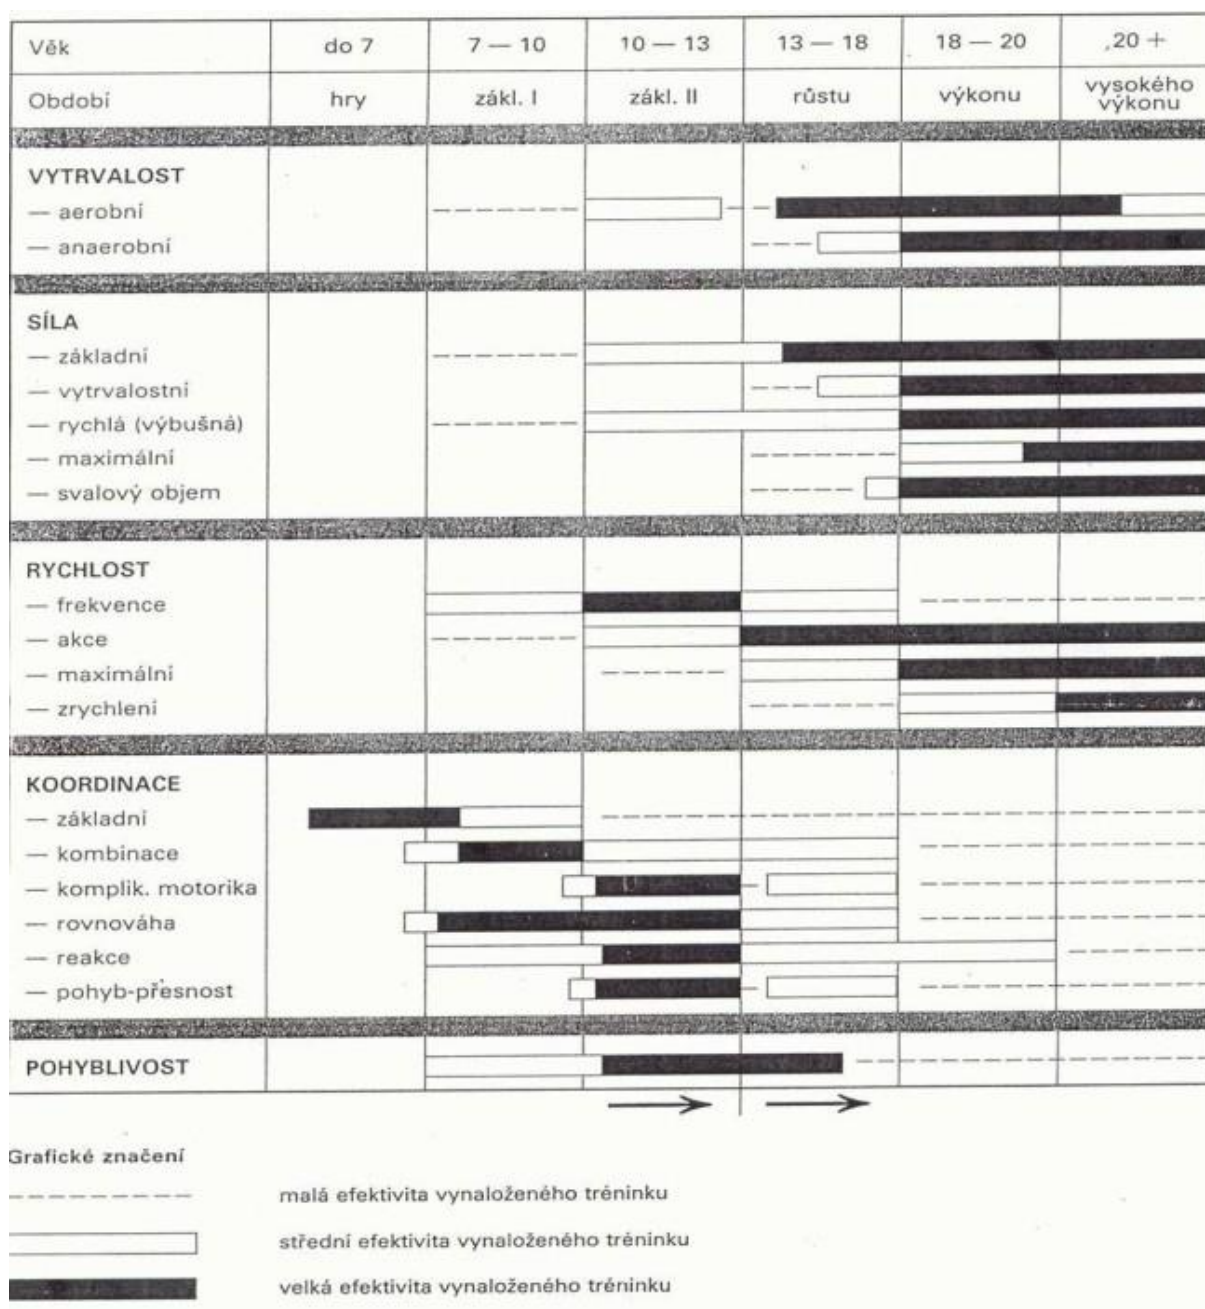 Věk do 7 7 — 10 10 — 13 13 — 18 18 — 20 ,20 +
Období hry zákl. I zákl. II růstu výkonu vysokého
výkonu
VYTRVALOST
— aerobní
— anaerobní
SÍLA
— základní
— vytrvalostní
— rychlá (výbušná)
— maximální
— svalový objem
RYCHLOST
— frekvence
— akce
— maximální
— zrychlení
KOORDINACE
— základní
— kombinace
— komplik. motorika
— rovnováha
— reakce
— pohyb-přesnost
POHYBLIVOST
Grafické značení
malá efektivita vynaloženého tréninku
střední efektivita vynaloženého tréninku
velká efektivita vynaloženého tréninku